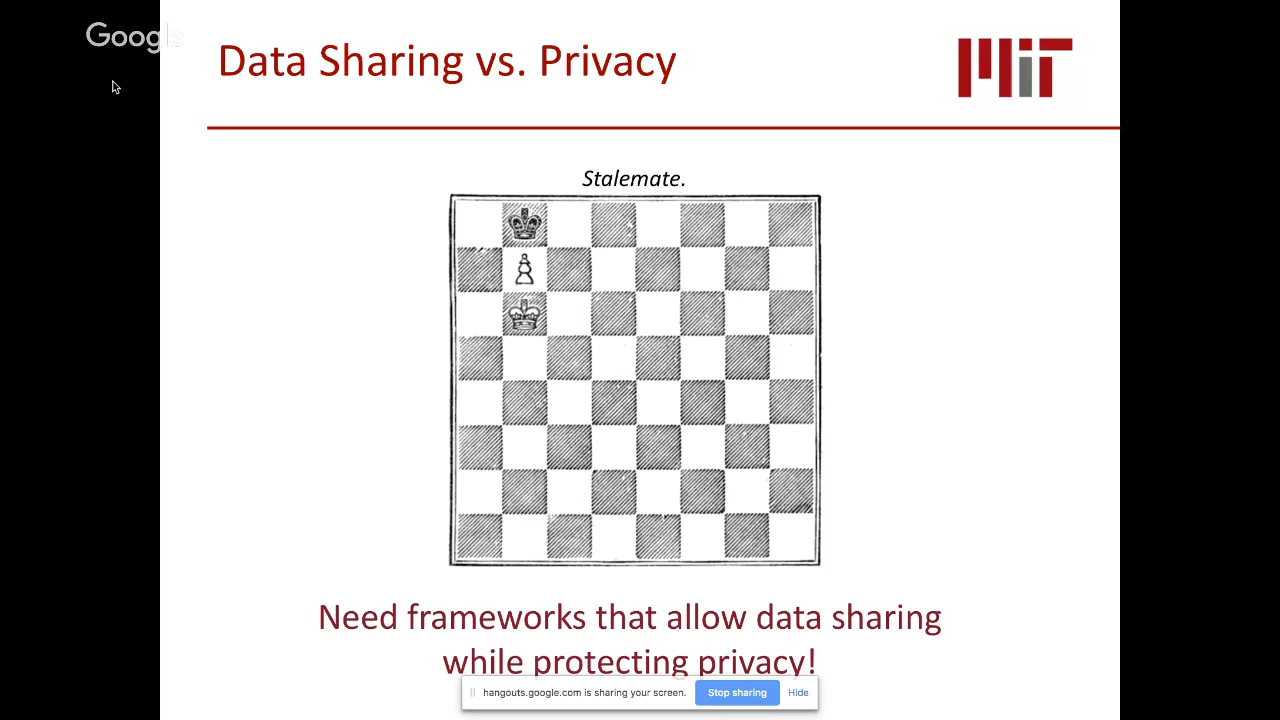 Google
Data Sharing vs. Privacy
MIT
Stalemate.
Need frameworks that allow data sharing
while protecting privacy!
hangouts.google.com is sharing your screen.
Stop sharing
Hide